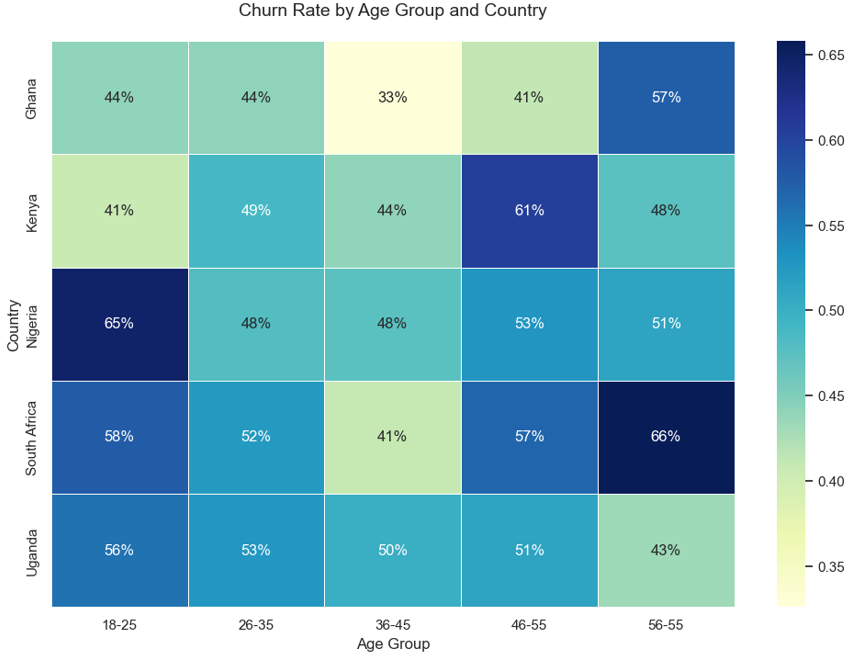 Churn Rate by Age Group and Country
Ghana 44% 44% 33% 41% 57%
Kenya 41% 49% 44% 61% 48%
Nigeria 65% 48% 48% 53% 51%
South Africa 58% 52% 41% 57% 66%
Uganda 56% 53% 50% 51% 43%
Country
18-25 26-35 36-45 46-55 56-55
Age Group
0.65
0.60
0.55
0.50
0.45
0.40
0.35